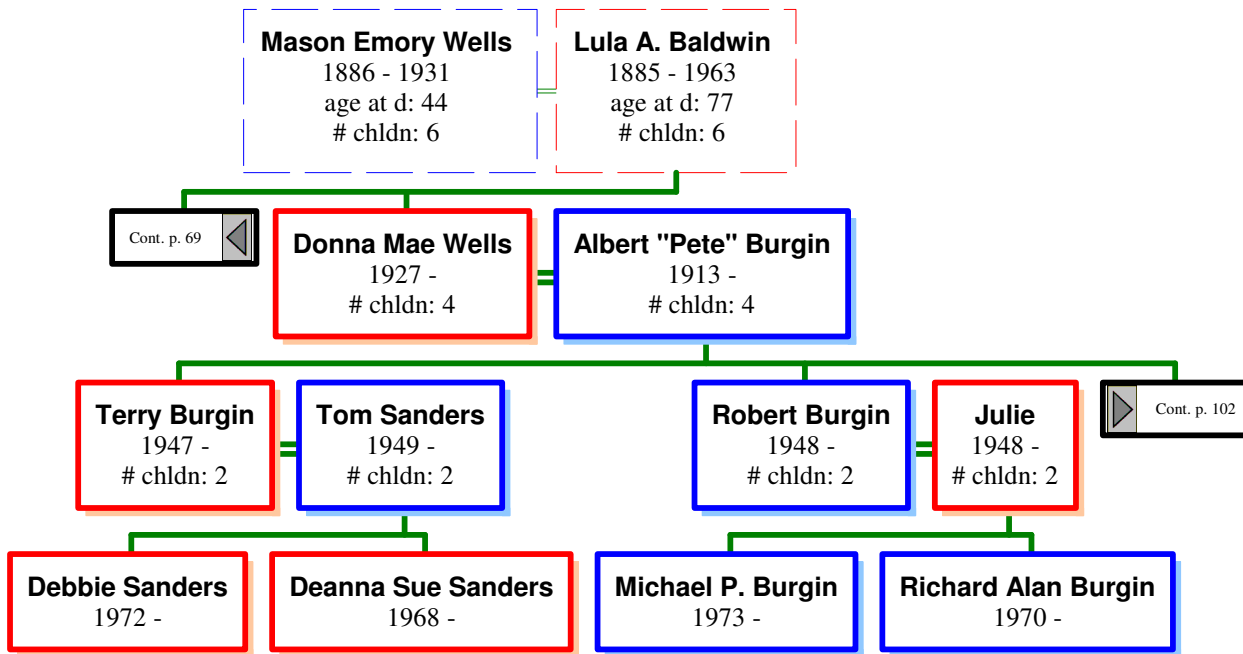 Mason Emory Wells
1886 - 1931
age at d: 44
# chldn: 6
Lula A. Baldwin
1885 - 1963
age at d: 77
# chldn: 6
Cont. p. 69
Donna Mae Wells
1927 -
# chldn: 4
Albert "Pete" Burgin
1913 -
# chldn: 4
Terry Burgin
1947 -
# chldn: 2
Tom Sanders
1949 -
# chldn: 2
Robert Burgin
1948 -
# chldn: 2
Julie
1948 -
# chldn: 2
Cont. p. 102
Debbie Sanders
1972 -
Deanna Sue Sanders
1968 -
Michael P. Burgin
1973 -
Richard Alan Burgin
1970 -